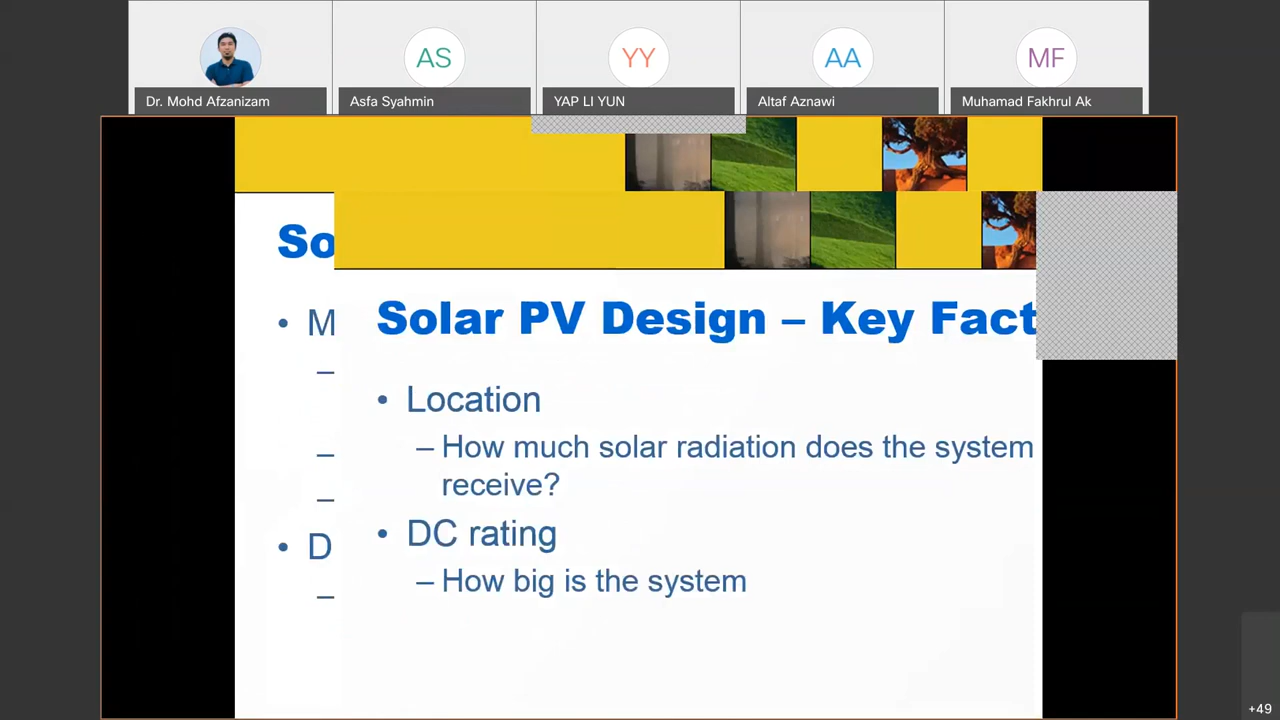 AS
YY
AA
MF
Dr. Mohd Afzanizam
Asfa Syahmin
YAP LI YUN
Altaf Aznawi
Muhamad Fakhrul Ak
So
• M
–
–
–
• D
–
Solar PV Design – Key Fact
• Location
– How much solar radiation does the system
receive?
• DC rating
– How big is the system
+49